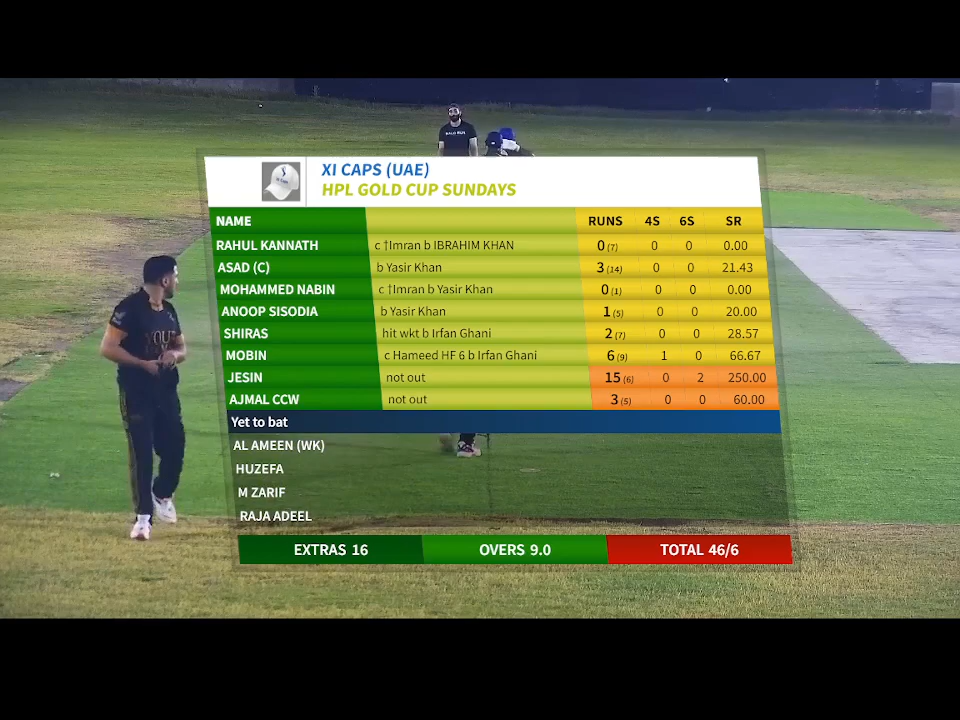 XI CAPS (UAE)
HPL GOLD CUP SUNDAYS
NAME RUNS 4S 6S SR
RAHUL KANNATH c †Imran b IBRAHIM KHAN 0 (7) 0 0 0.00
ASAD (C) b Yasir Khan 3 (14) 0 0 21.43
MOHAMMED NABIN c †Imran b Yasir Khan 0 (1) 0 0 0.00
ANOOP SISODIA b Yasir Khan 1 (5) 0 0 20.00
SHIRAS hit wkt b Irfan Ghani 2 (7) 0 0 28.57
MOBIN c Hameed HF 6 b Irfan Ghani 6 (9) 1 0 66.67
JESIN not out 15 (6) 0 2 250.00
AJMAL CCW not out 3 (5) 0 0 60.00
Yet to bat
AL AMEEN (WK)
HUZEFA
M ZARIF
RAJA ADEEL
EXTRAS 16 OVERS 9.0 TOTAL 46/6